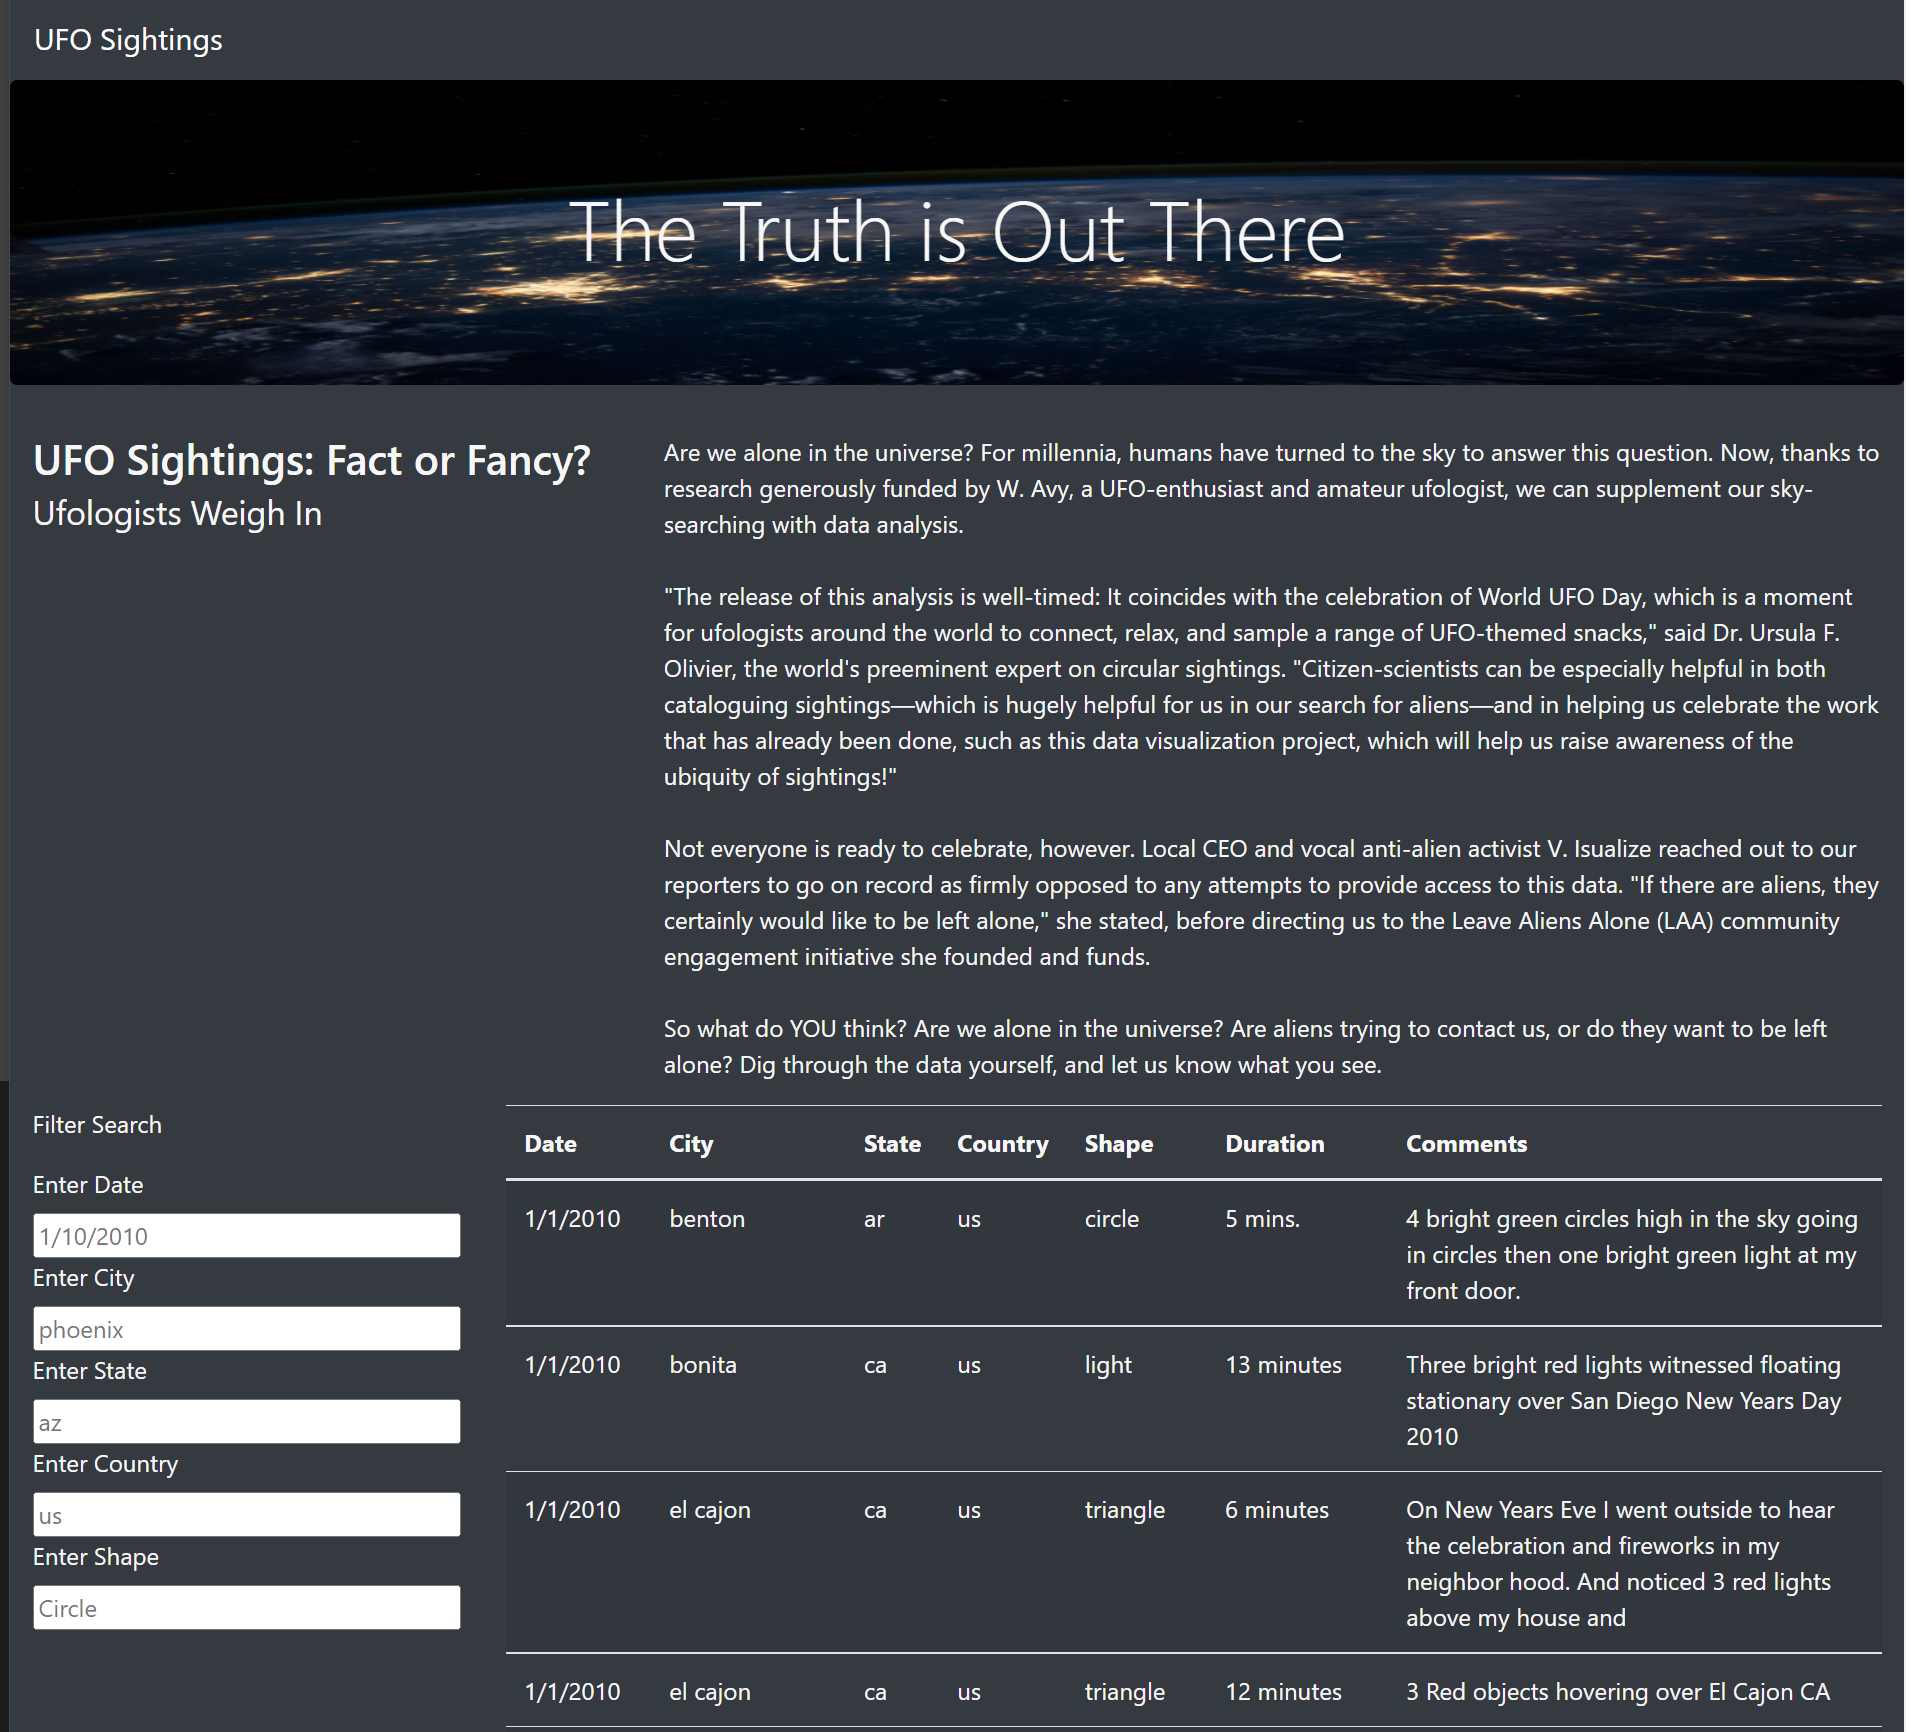 UFO Sightings
The Truth is Out There
UFO Sightings: Fact or Fancy?
Ufologists Weigh In
Are we alone in the universe? For millennia, humans have turned to the sky to answer this question. Now, thanks to
research generously funded by W. Avy, a UFO-enthusiast and amateur ufologist, we can supplement our sky-
searching with data analysis.
"The release of this analysis is well-timed: It coincides with the celebration of World UFO Day, which is a moment
for ufologists around the world to connect, relax, and sample a range of UFO-themed snacks," said Dr. Ursula F.
Olivier, the world's preeminent expert on circular sightings. "Citizen-scientists can be especially helpful in both
cataloguing sightings—which is hugely helpful for us in our search for aliens—and in helping us celebrate the work
that has already been done, such as this data visualization project, which will help us raise awareness of the
ubiquity of sightings!"
Not everyone is ready to celebrate, however. Local CEO and vocal anti-alien activist V. Isualize reached out to our
reporters to go on record as firmly opposed to any attempts to provide access to this data. "If there are aliens, they
certainly would like to be left alone," she stated, before directing us to the Leave Aliens Alone (LAA) community
engagement initiative she founded and funds.
So what do YOU think? Are we alone in the universe? Are aliens trying to contact us, or do they want to be left
alone? Dig through the data yourself, and let us know what you see.
Filter Search
Enter Date
1/10/2010
Enter City
phoenix
Enter State
az
Enter Country
us
Enter Shape
Circle
Date City State Country Shape Duration Comments
1/1/2010 benton ar us circle 5 mins. 4 bright green circles high in the sky going
in circles then one bright green light at my
front door.
1/1/2010 bonita ca us light 13 minutes Three bright red lights witnessed floating
stationary over San Diego New Years Day
2010
1/1/2010 el cajon ca us triangle 6 minutes On New Years Eve I went outside to hear
the celebration and fireworks in my
neighbor hood. And noticed 3 red lights
above my house and
1/1/2010 el cajon ca us triangle 12 minutes 3 Red objects hovering over El Cajon CA